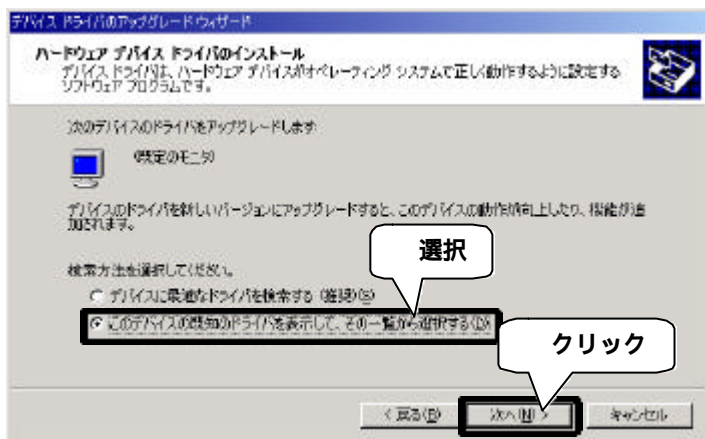 デバイス ドライバのアップグレード ウィザード
ハードウェア デバイス ドライバのインストール
デバイス ドライバは、ハードウェア デバイスがオペレーティング システムで正しく動作するように設定する
ソフトウェア プログラムです。
次のデバイスのドライバをアップグレードします:
(既定のモニタ)
デバイスのドライバを新しいバージョンにアップグレードすると、このデバイスの動作が向上したり、機能が追
加されます。
選択
検索方法を選択してください。
デバイスに最適なドライバを検索する (推奨)(S)
このデバイスの既知のドライバを表示して、その一覧から選択する(D)
クリック
< 戻る(B)
次へ(N) >
キャンセル